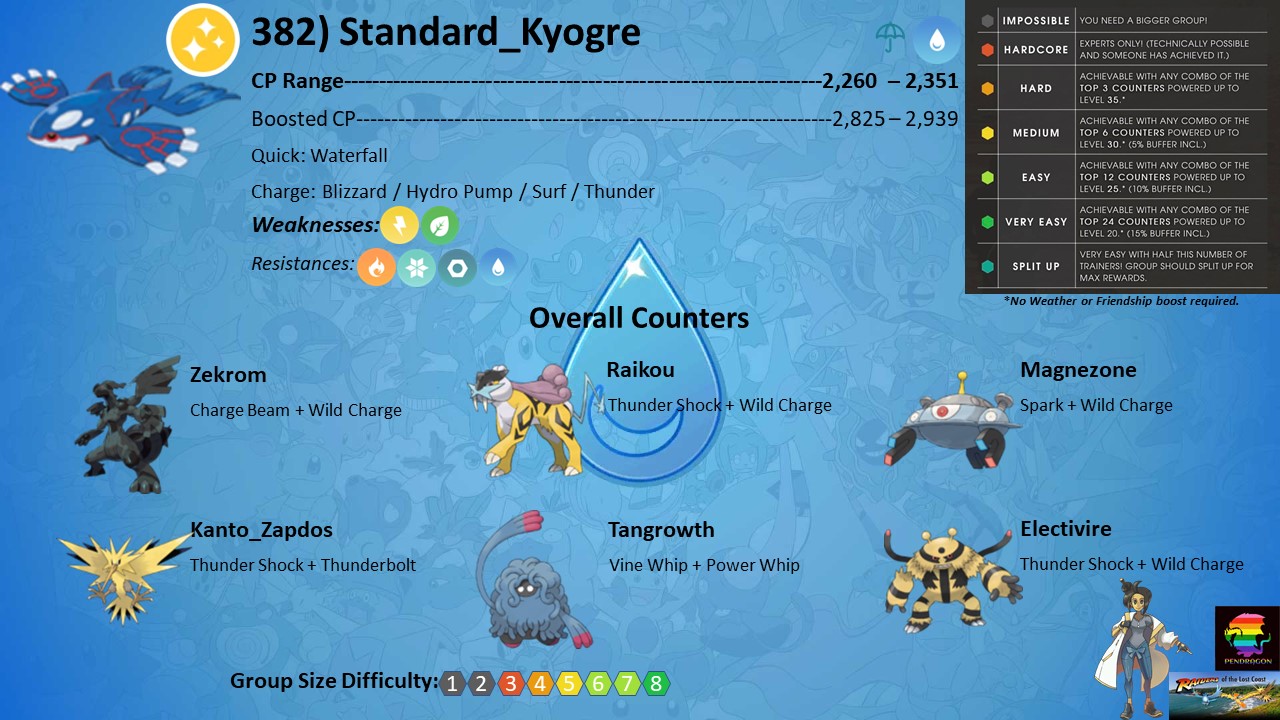 382) Standard_Kyogre
CP Range--------------------------------------------------------------------2,260 – 2,351
Boosted CP--------------------------------------------------------------------2,825 – 2,939
Quick: Waterfall
Charge: Blizzard / Hydro Pump / Surf / Thunder
Weaknesses:
Resistances:
IMPOSSIBLE YOU NEED A BIGGER GROUP!
HARDCORE EXPERTS ONLY! (TECHNICALLY POSSIBLE
AND SOMEONE HAS ACHIEVED IT.)
HARD ACHIEVABLE WITH ANY COMBO OF THE
TOP 3 COUNTERS POWERED UP TO
LEVEL 35.*
MEDIUM ACHIEVABLE WITH ANY COMBO OF THE
TOP 6 COUNTERS POWERED UP TO
LEVEL 30.* (5% BUFFER INCL.)
EASY ACHIEVABLE WITH ANY COMBO OF THE
TOP 12 COUNTERS POWERED UP TO
LEVEL 25.* (10% BUFFER INCL.)
VERY EASY ACHIEVABLE WITH ANY COMBO OF THE
TOP 24 COUNTERS POWERED UP TO
LEVEL 20.* (15% BUFFER INCL.)
SPLIT UP VERY EASY WITH HALF THIS NUMBER OF
TRAINERS! GROUP SHOULD SPLIT UP FOR
MAX REWARDS.
*No Weather or Friendship boost required.
Overall Counters
Zekrom
Charge Beam + Wild Charge
Raikou
Thunder Shock + Wild Charge
Magnezone
Spark + Wild Charge
Kanto_Zapdos
Thunder Shock + Thunderbolt
Tangrowth
Vine Whip + Power Whip
Electivire
Thunder Shock + Wild Charge
Group Size Difficulty: 1 2 3 4 5 6 7 8
PENDRAGON
RAIDERS of the Lost Coast